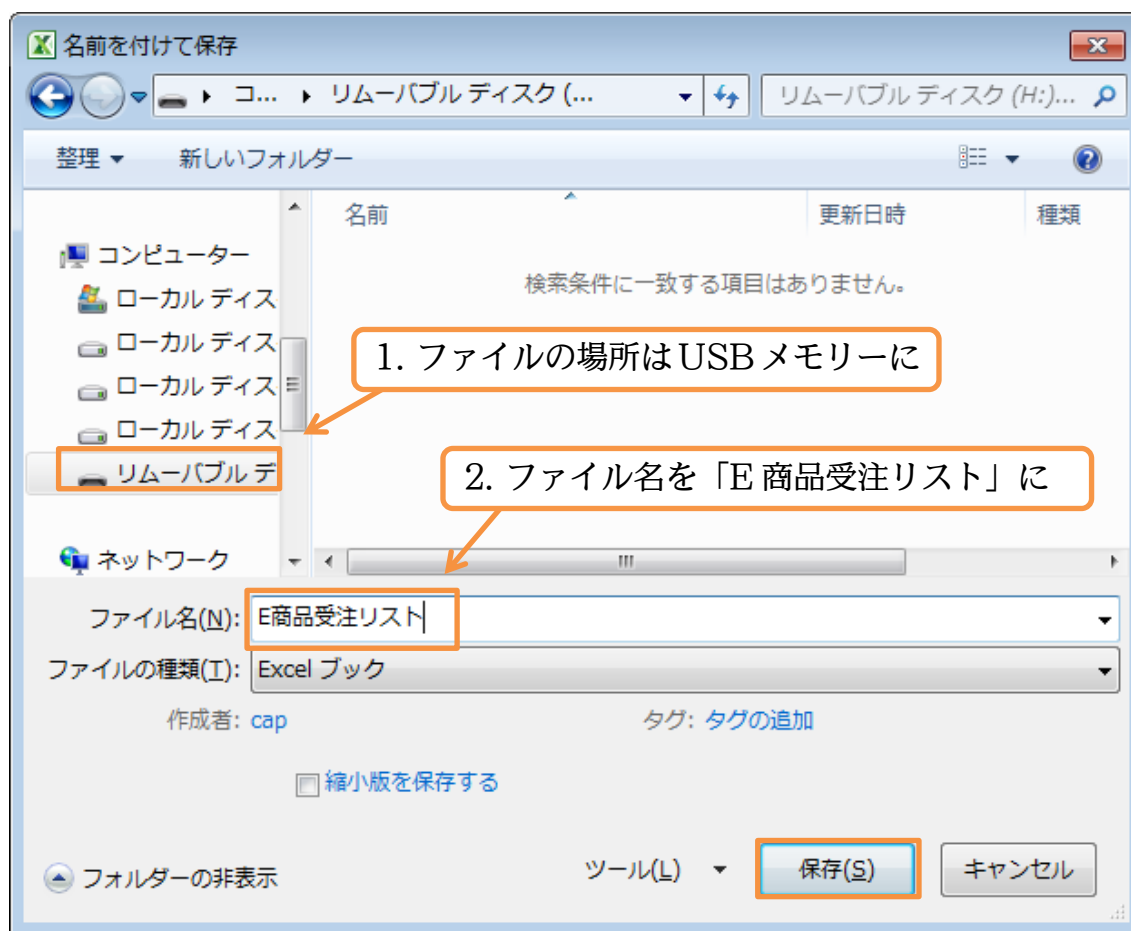 名前を付けて保存
コ... リムーバブル ディスク (... リムーバブル ディスク (H:)...
整理 新しいフォルダー
名前 更新日時 種類
検索条件に一致する項目はありません。
コンピューター
ローカル ディス
ローカル ディス
ローカル ディス
ローカル ディス
リムーバブル デ
ネットワーク
1. ファイルの場所は USB メモリーに
2. ファイル名を「E 商品受注リスト」に
ファイル名(N): E商品受注リスト
ファイルの種類(T): Excel ブック
作成者: cap タグ: タグの追加
縮小版を保存する
フォルダーの非表示 ツール(L) 保存(S) キャンセル